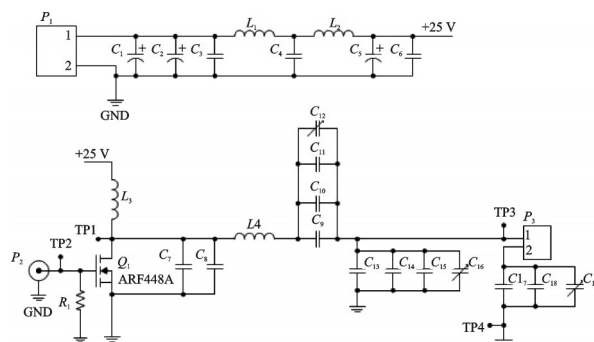 P1
1
2
C1
C2
C3
L1
C4
L2
C5
C6
+25 V
GND
+25 V
L3
TP1
TP2
P2
GND
R1
Q1
ARF448A
C7
C8
L4
C12
C11
C10
C9
C13
C14
C15
C16
TP3
P3
1
2
C17
C18
TP4